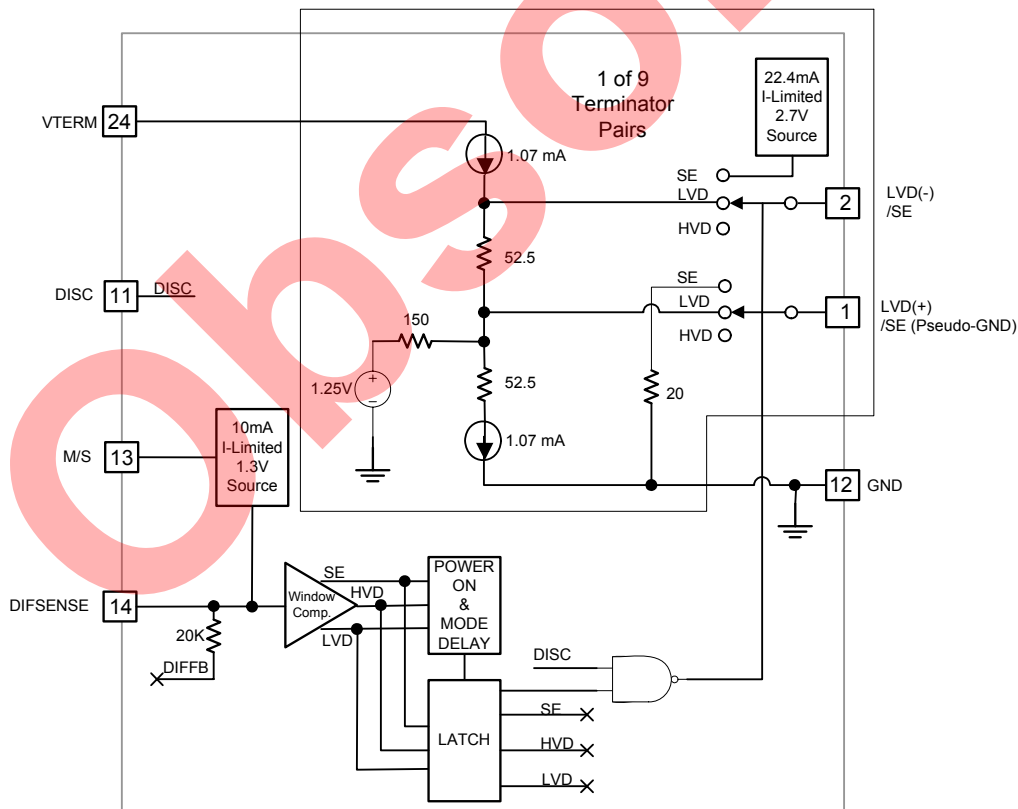 1 of 9
Terminator
Pairs
22.4mA
I-Limited
2.7V
Source
VTERM 24
1.07 mA
SE
LVD
HVD
2 LVD(-)
/SE
52.5
DISC 11 DISC
SE
LVD
HVD
1 LVD(+)
/SE (Pseudo-GND)
150
1.25V
+
−
52.5
20
10mA
I-Limited
1.3V
Source
M/S 13
1.07 mA
12 GND
DIFSENSE 14
20K
DIFFB
Window
Comp.
SE
HVD
LVD
POWER
ON
&
MODE
DELAY
DISC
LATCH
SE
HVD
LVD
Obso